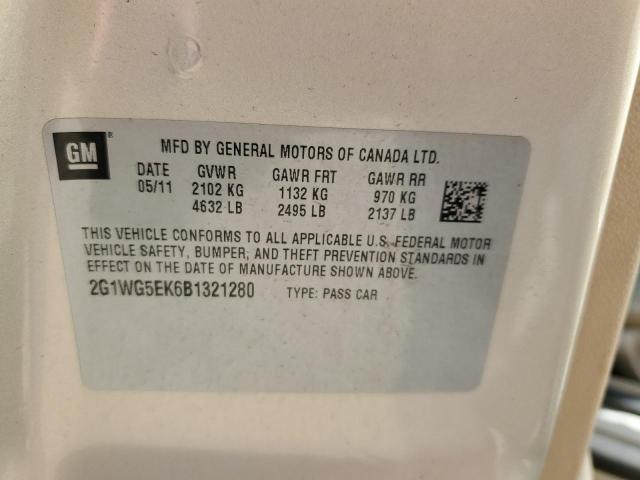 GM ®
MFD BY GENERAL MOTORS OF CANADA LTD.
DATE GVWR GAWR FRT GAWR RR
05/11 2102 KG 1132 KG 970 KG
4632 LB 2495 LB 2137 LB
THIS VEHICLE CONFORMS TO ALL APPLICABLE U.S. FEDERAL MOTOR
VEHICLE SAFETY, BUMPER, AND THEFT PREVENTION STANDARDS IN
EFFECT ON THE DATE OF MANUFACTURE SHOWN ABOVE.
2G1WG5EK6B1321280 TYPE: PASS CAR